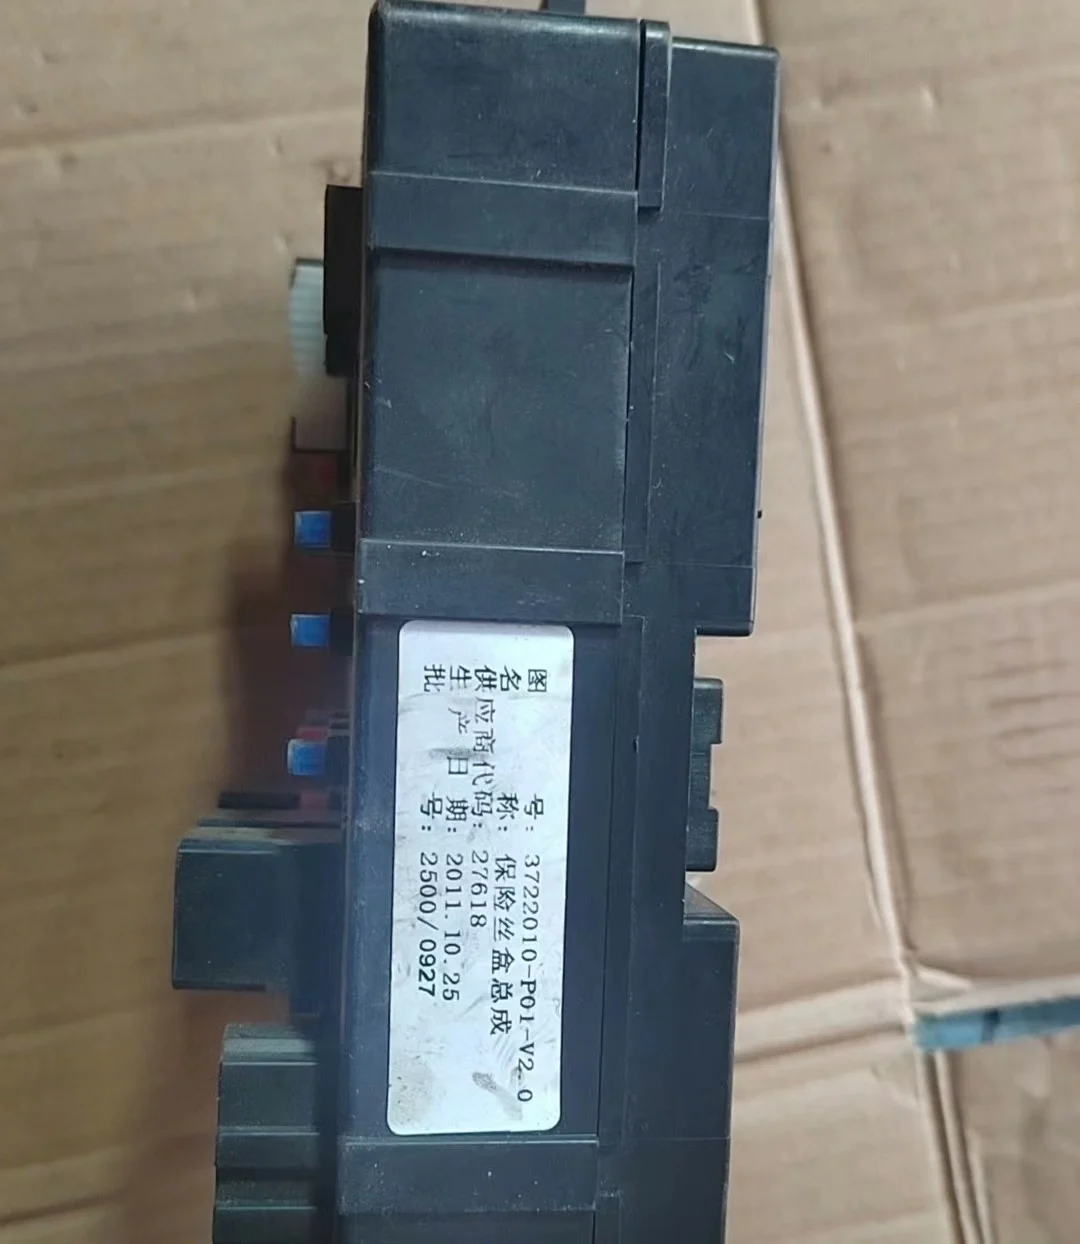 图号: 3722010-P01-V2.0
名称: 保险丝盒总成
供应商代码: 27618
生产日期: 2011.10.25
批号: 2500/0927